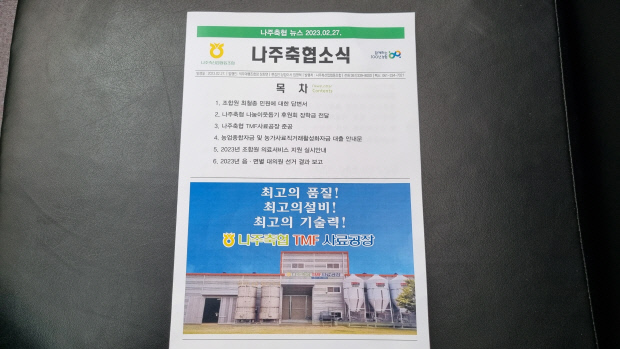 나주축협 뉴스 2023.02.27.
나주축협소식
목 차
1. 조합원 최철종 민원에 대한 답변서
2. 나주축협 나눔이웃돕기 후원회 장학금 전달
3. 나주축협 TMF사료공장 준공
4. 농업종합자금 및 농가사료직거래활성화자금 대출 안내문
5. 2023년 조합원 의료서비스 지원 실시안내
6. 2023년 읍·면별 대의원 선거 결과 보고
최고의 품질!
최고의설비!
최고의 기술력!
나주축협 TMF 사료공장